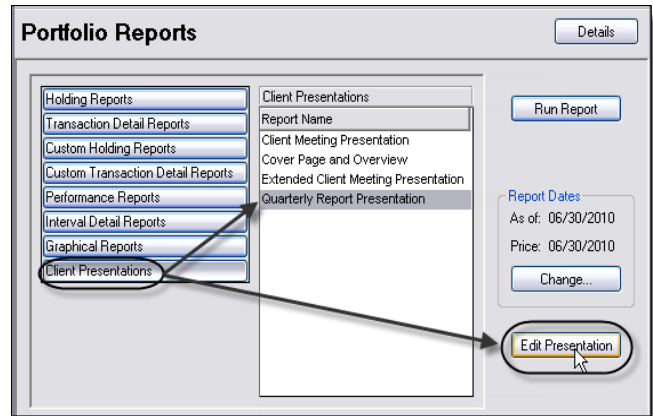 Portfolio Reports
Details
Holding Reports
Transaction Detail Reports
Custom Holding Reports
Custom Transaction Detail Reports
Performance Reports
Interval Detail Reports
Graphical Reports
Client Presentations
Client Presentations
Report Name
Client Meeting Presentation
Cover Page and Overview
Extended Client Meeting Presentation
Quarterly Report Presentation
Run Report
Report Dates
As of: 06/30/2010
Price: 06/30/2010
Change...
Edit Presentation